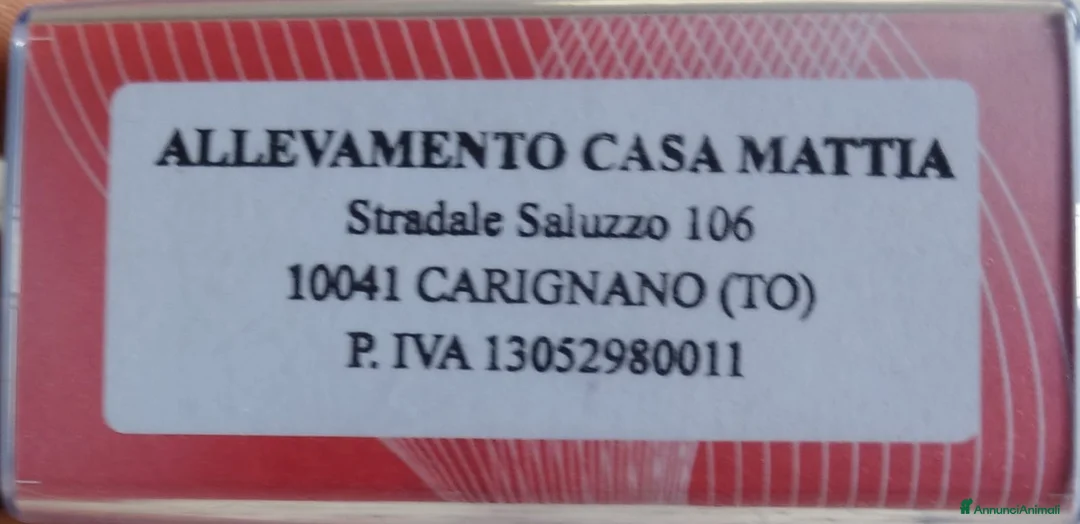 ALLEVAMENTO CASA MATTIA
Stradale Saluzzo 106
10041 CARIGNANO (TO)
P. IVA 13052980011
AnnunciAnimali